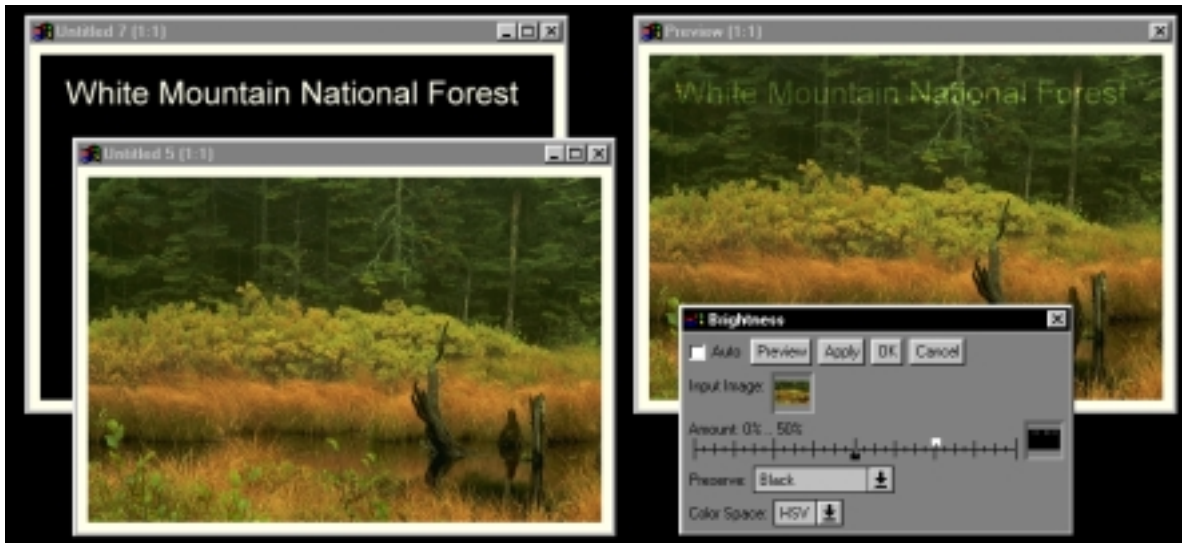 Untitled 7 (1:1)
White Mountain National Forest
Untitled 5 (1:1)
Preview (1:1)
White Mountain National Forest
Brightness
Auto Preview Apply OK Cancel
Input Image:
Amount: 0% .. 50%
Preserve: Black
Color Space: HSV